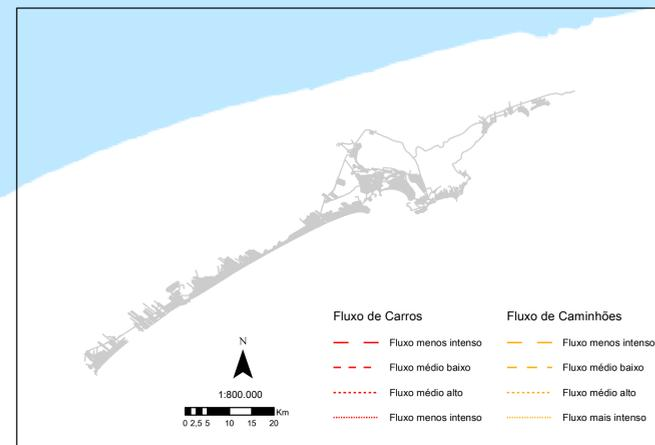 Fluxo de Carros
Fluxo menos intenso
Fluxo médio baixo
Fluxo médio alto
Fluxo menos intenso
Fluxo de Caminhões
Fluxo menos intenso
Fluxo médio baixo
Fluxo médio alto
Fluxo mais intenso
N
1:800.000
Km
0 2,5 5 10 15 20